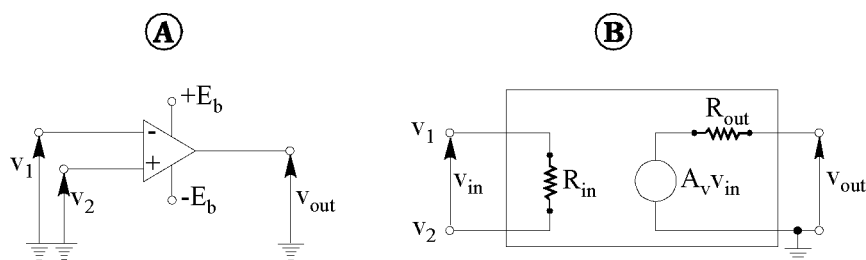 A
+E_b
v_1
-
+
v_2
-E_b
v_out
B
v_1
v_in
v_2
R_in
A_v v_in
R_out
v_out